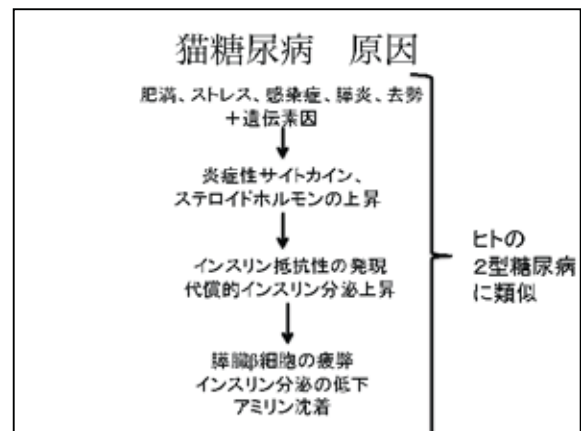 猫糖尿病　原因
肥満、ストレス、感染症、膵炎、去勢
＋遺伝素因
炎症性サイトカイン、
ステロイドホルモンの上昇
インスリン抵抗性の発現
代償的インスリン分泌上昇
膵臓β細胞の疲弊
インスリン分泌の低下
アミリン沈着
ヒトの
２型糖尿病
に類似